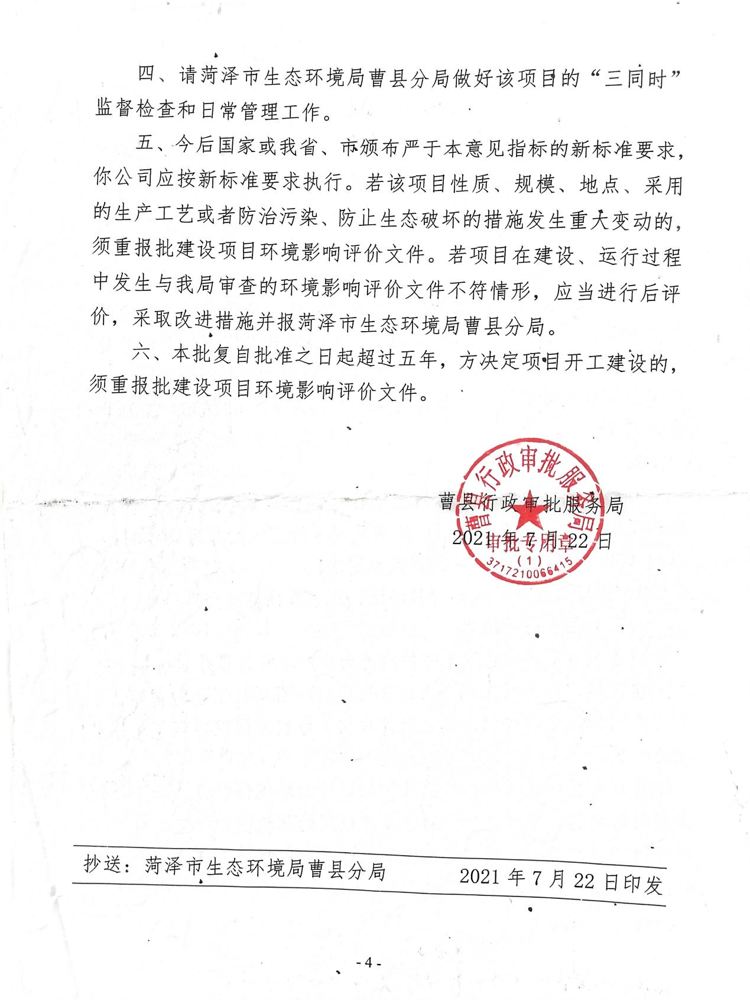 四、请菏泽市生态环境局曹县分局做好该项目的“三同时”
监督检查和日常管理工作。
五、今后国家或我省、市颁布严于本意见指标的新标准要求,
你公司应按新标准要求执行。若该项目性质、规模、地点、采用
的生产工艺或者防治污染、防止生态破坏的措施发生重大变动的,
须重报批建设项目环境影响评价文件。若项目在建设、运行过程
中发生与我局审查的环境影响评价文件不符情形,应当进行后评
价,采取改进措施并报菏泽市生态环境局曹县分局。
六、本批复自批准之日起超过五年,方决定项目开工建设的,
须重报批建设项目环境影响评价文件。
曹县行政审批服务局
2021年7月22日
曹县行政审批服务局
审批专用章
(1)
3717210066415
抄送：菏泽市生态环境局曹县分局 2021年7月22日印发
-4-